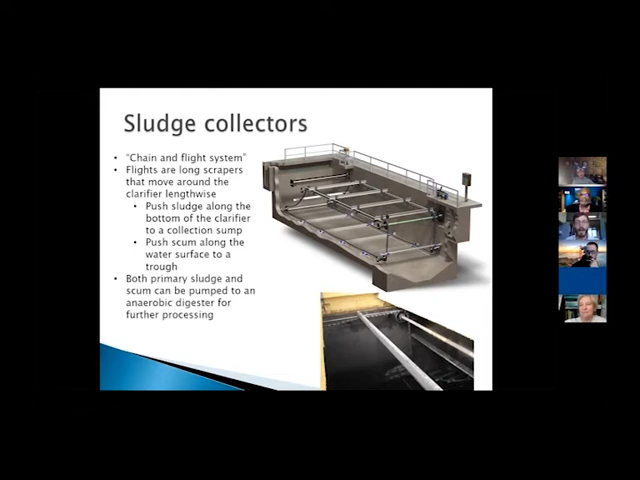 Sludge collectors
• "Chain and flight system"
• Flights are long scrapers
that move around the
clarifier lengthwise
• Push sludge along the
bottom of the clarifier
to a collection sump
• Push scum along the
water surface to a
trough
• Both primary sludge and
scum can be pumped to an
anaerobic digester for
further processing